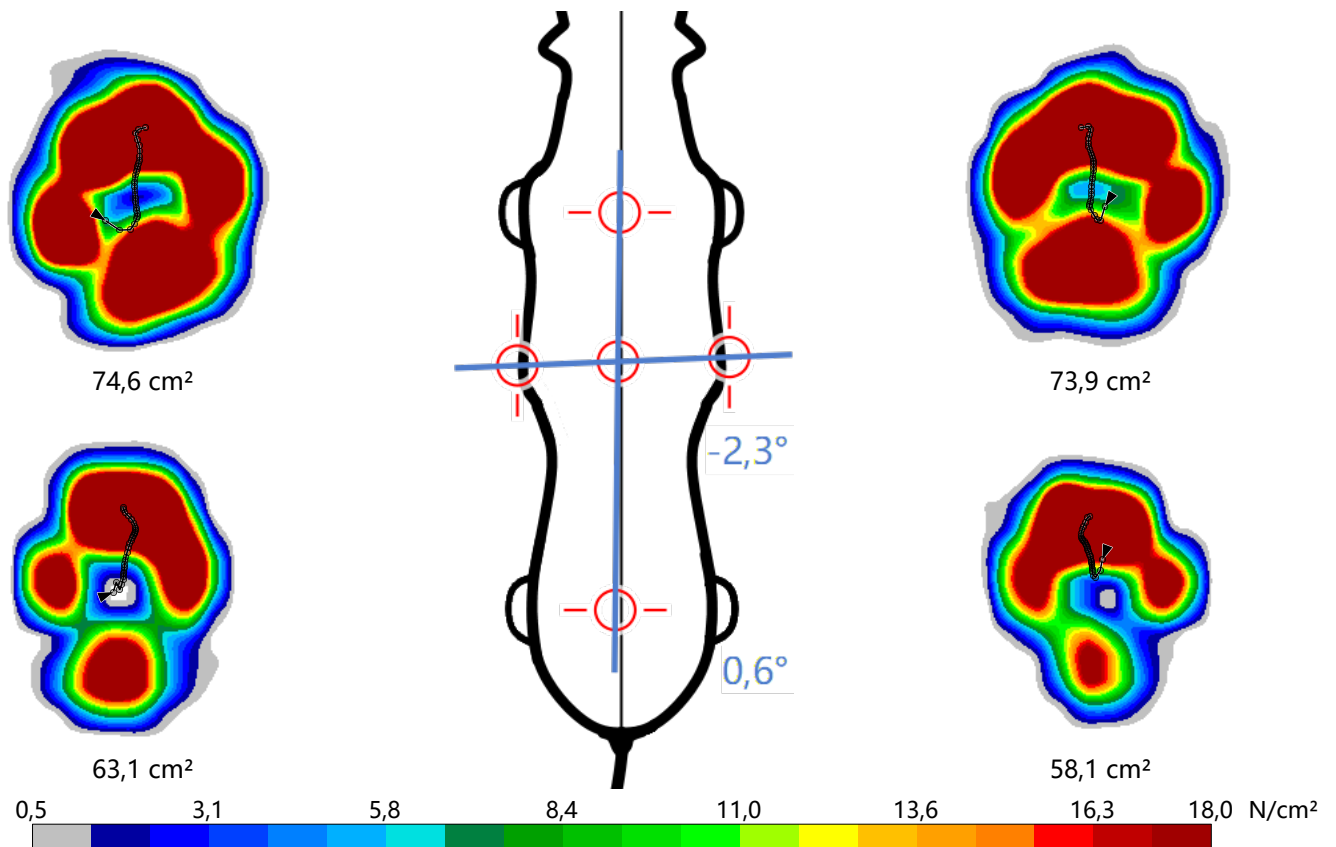 74,6 cm²
73,9 cm²
-2,3°
0,6°
63,1 cm²
58,1 cm²
0,5 3,1 5,8 8,4 11,0 13,6 16,3 18,0 N/cm²